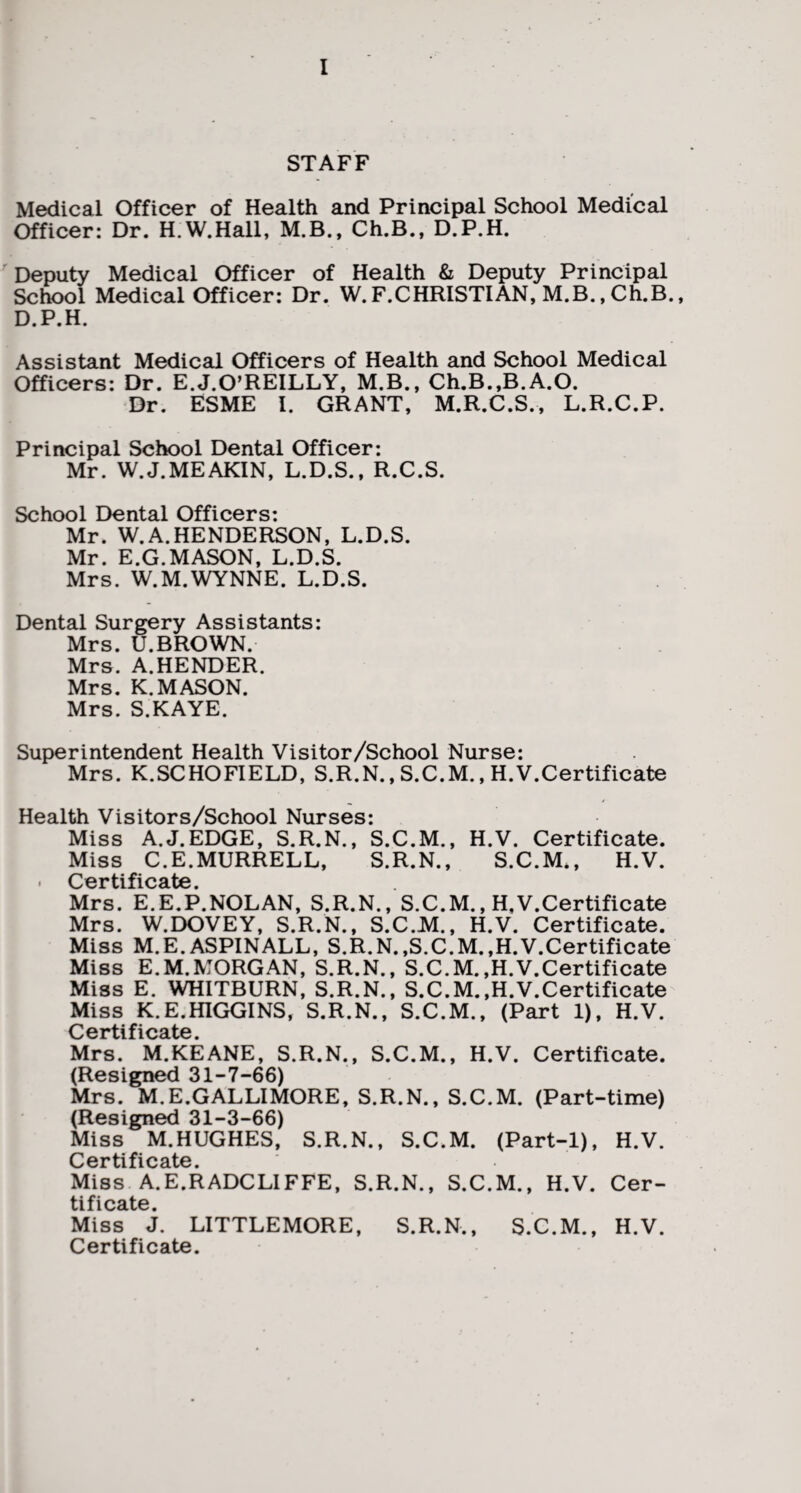 I
STAFF
Medical Officer of Health and Principal School Medical
Officer: Dr. H.W.Hall, M.B., Ch.B., D.P.H.
Deputy Medical Officer of Health & Deputy Principal
School Medical Officer: Dr. W.F.CHRISTIAN, M.B.,Ch.B.,
D.P.H.
Assistant Medical Officers of Health and School Medical
Officers: Dr. E.J.O'REILLY, M.B., Ch.B.,B.A.O.
Dr. ESME I. GRANT, M.R.C.S., L.R.C.P.
Principal School Dental Officer:
Mr. W.J.MEAKIN, L.D.S., R.C.S.
School Dental Officers:
Mr. W.A.HENDERSON, L.D.S.
Mr. E.G.MASON, L.D.S.
Mrs. W.M.WYNNE. L.D.S.
Dental Surgery Assistants:
Mrs. U.BROWN.
Mrs. A.HENDER.
Mrs. K.MASON.
Mrs. S.KAYE.
Superintendent Health Visitor/School Nurse:
Mrs. K.SCHOFIELD, S.R.N.,S.C.M.,H.V.Certificate
Health Visitors/School Nurses:
Miss A.J.EDGE, S.R.N., S.C.M., H.V. Certificate.
Miss C.E.MURRELL, S.R.N., S.C.M., H.V.
Certificate.
Mrs. E.E.P.NOLAN, S.R.N., S.C.M.,H,V.Certificate
Mrs. W.DOVEY, S.R.N., S.C.M., H.V. Certificate.
Miss M.E.ASPINALL, S.R.N.,S.C.M.,H.V.Certificate
Miss E.M.MORGAN, S.R.N., S.C.M.,H.V.Certificate
Miss E. WHITBURN, S.R.N., S.C.M.,H.V.Certificate
Miss K.E.HIGGINS, S.R.N., S.C.M., (Part 1), H.V.
Certificate.
Mrs. M.KEANE, S.R.N., S.C.M., H.V. Certificate.
(Resigned 31-7-66)
Mrs. M.E.GALLIMORE, S.R.N., S.C.M. (Part-time)
(Resigned 31-3-66)
Miss M.HUGHES, S.R.N., S.C.M. (Part-1), H.V.
Certificate.
Miss A.E.RADCLIFFE, S.R.N., S.C.M., H.V. Cer-
tificate.
Miss J. LITTLEMORE, S.R.N., S.C.M., H.V.
Certificate.